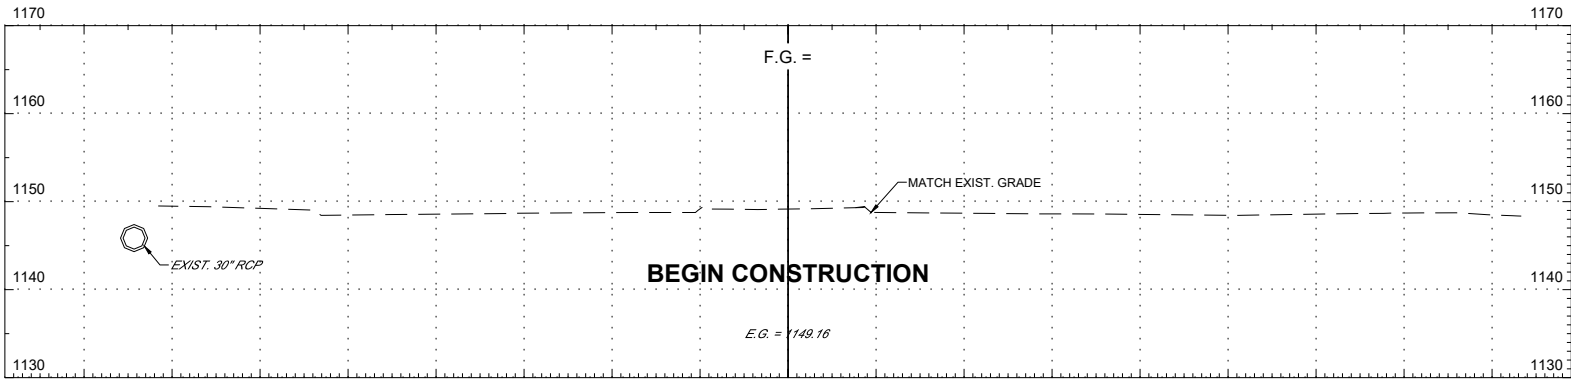 1170 1170
F.G. =
1160 1160
MATCH EXIST. GRADE
1150 1150
EXIST. 30" RCP
BEGIN CONSTRUCTION
1140 1140
E.G. = 1149.16
1130 1130